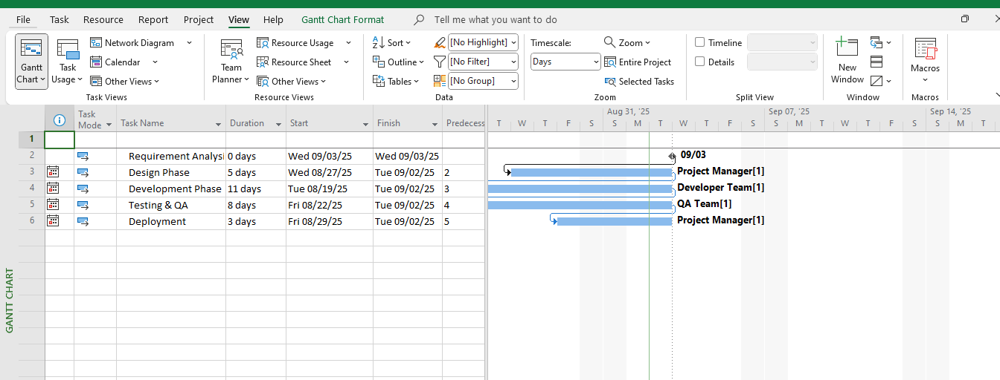 File Task Resource Report Project View Help Gantt Chart Format Tell me what you want to do
Gantt Chart
Task Usage
Network Diagram
Calendar
Other Views
Task Views
Team Planner
Resource Usage
Resource Sheet
Other Views
Resource Views
Sort
Outline
Tables
[No Highlight]
[No Filter]
[No Group]
Data
Timescale:
Days
Zoom
Entire Project
Selected Tasks
Zoom
Timeline
Details
Split View
New Window
Window
Macros
Macros
Task Mode Task Name Duration Start Finish Predecess
Aug 31, '25 Sep 07, '25 Sep 14, '25
T W T F S S M T W T F S S M T W T F S S M T
1
2 Requirement Analysi 0 days Wed 09/03/25 Wed 09/03/25 09/03
3 Design Phase 5 days Wed 08/27/25 Tue 09/02/25 2 Project Manager[1]
4 Development Phase 11 days Tue 08/19/25 Tue 09/02/25 3 Developer Team[1]
5 Testing & QA 8 days Fri 08/22/25 Tue 09/02/25 4 QA Team[1]
6 Deployment 3 days Fri 08/29/25 Tue 09/02/25 5 Project Manager[1]
GANTT CHART